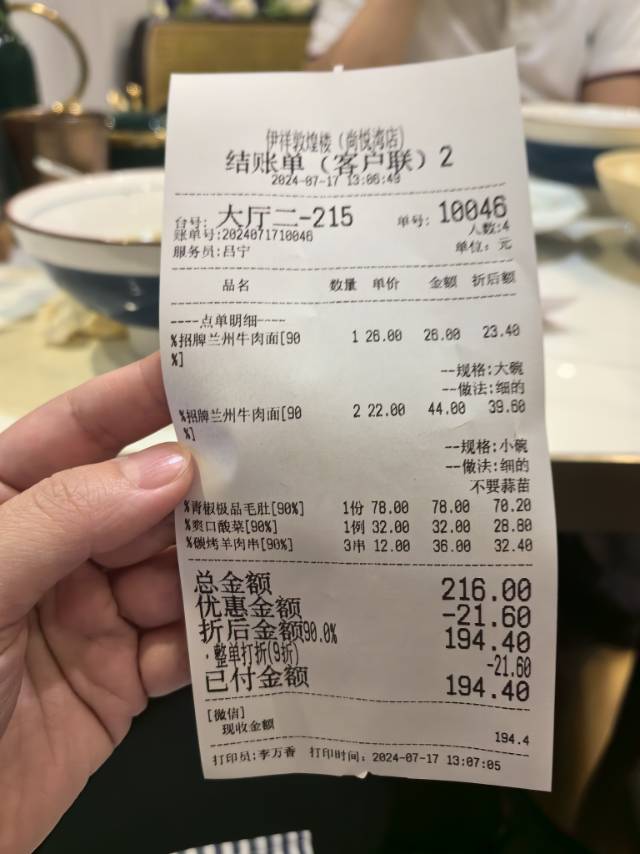 伊祥敦煌楼（尚悦湾店）
结账单（客户联）2
2024-07-17 13:06:49
台号: 大厅二-215 单号: 10046
账单号:2024071710046 人数:4
服务员:吕宁 单位: 元
品名 数量 单价 金额 折后额
----点单明细----
%招牌兰州牛肉面[90 1 26.00 26.00 23.40
%]
--规格:大碗
--做法:细的
%招牌兰州牛肉面[90 2 22.00 44.00 39.60
%]
--规格:小碗
--做法:细的
不要蒜苗
%青椒极品毛肚[90%] 1份 78.00 78.00 70.20
%爽口酸菜[90%] 1例 32.00 32.00 28.80
%碳烤羊肉串[90%] 3串 12.00 36.00 32.40
总金额 216.00
优惠金额 -21.60
折后金额90.0% 194.40
·整单打折(9折) -21.60
已付金额 194.40
[微信]
现收金额 194.4
打印员:李万香 打印时间: 2024-07-17 13:07:05